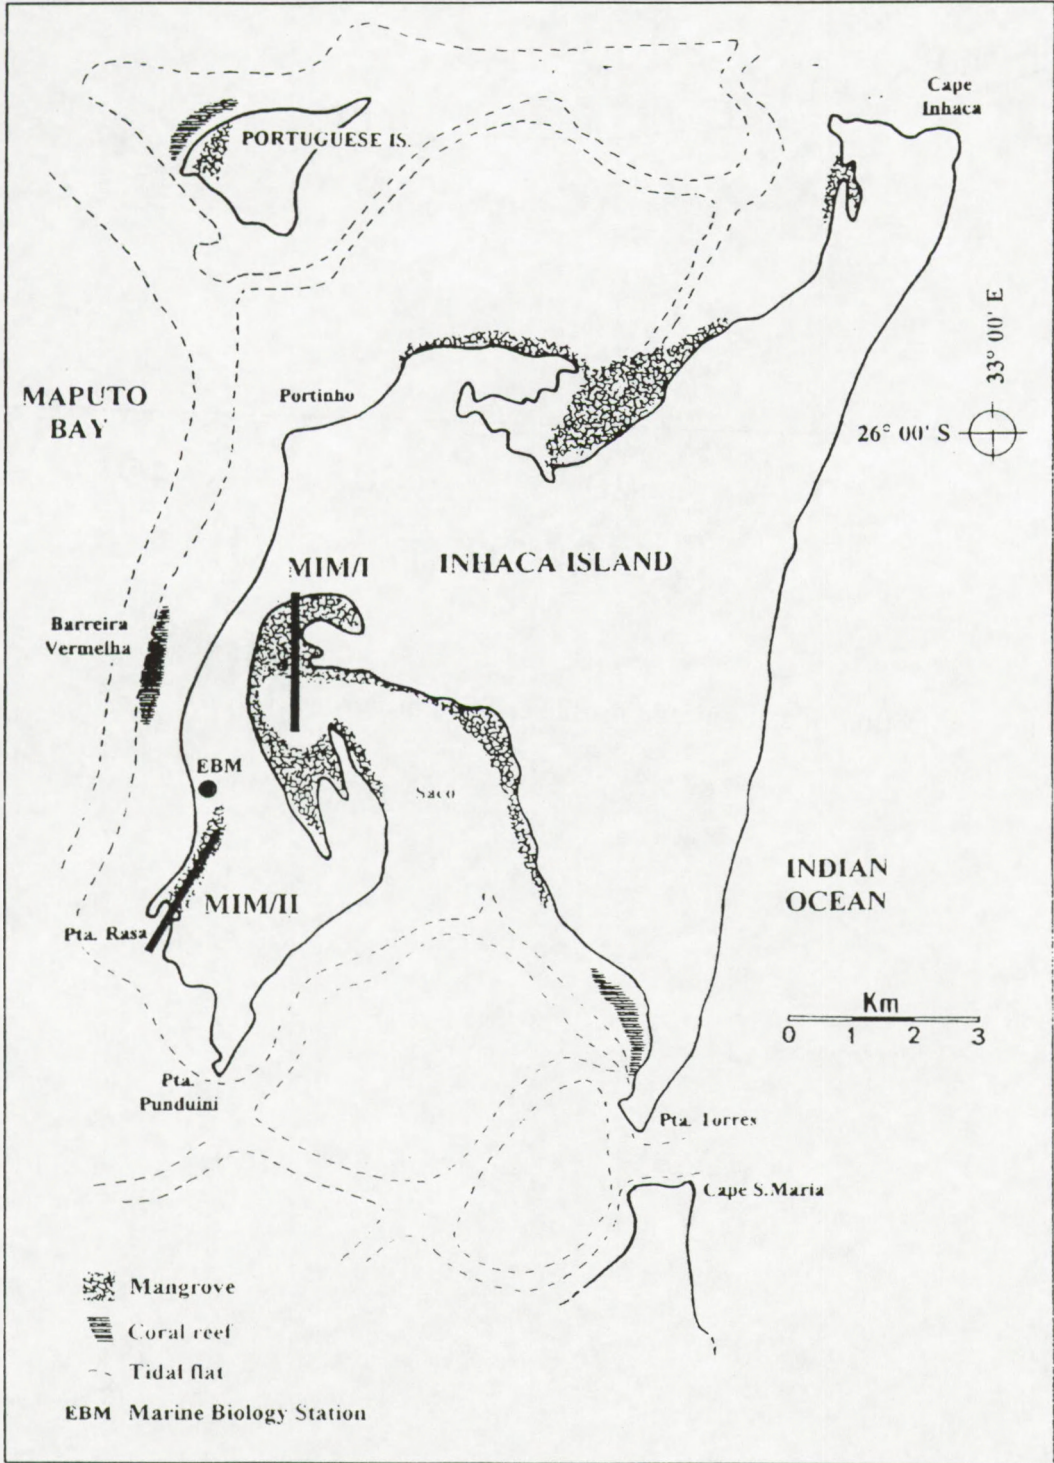 Cape
Inhaca
PORTUGUESE IS.
33° 00' E
MAPUTO
BAY
Portinho
26° 00' S
MIM/I
INHACA ISLAND
Barreira
Vermelha
EBM
Saco
INDIAN
OCEAN
MIM/II
Pta. Rasa
Km
0 1 2 3
Pta.
Punduini
Pta. Torres
Cape S.Maria
Mangrove
Coral reef
Tidal flat
EBM Marine Biology Station